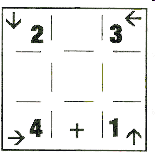 ↓ 2 3 ←
→ 4 + 1 ↑